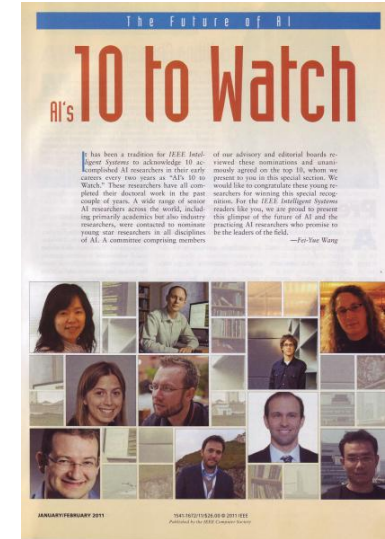 The Future of AI
AI's 10 to Watch
It has been a tradition for IEEE Intel-
ligent Systems to acknowledge 10 ac-
complished AI researchers in their early
careers every two years as "AI's 10 to
Watch." These researchers have all com-
pleted their doctoral work in the past
couple of years. A wide range of senior
AI researchers across the world, includ-
ing primarily academics but also industry
researchers, were contacted to nominate
young star researchers in all disciplines
of AI. A committee comprising members
of our advisory and editorial boards re-
viewed these nominations and unani-
mously agreed on the top 10, whom we
present to you in this special section. We
would like to congratulate these young re-
searchers for winning this special recog-
nition. For the IEEE Intelligent Systems
readers like you, we are proud to present
this glimpse of the future of AI and the
practicing AI researchers who promise to
be the leaders of the field.
—Fei-Yue Wang
JANUARY/FEBRUARY 2011
1541-1672/11/$26.00 © 2011 IEEE
Published by the IEEE Computer Society